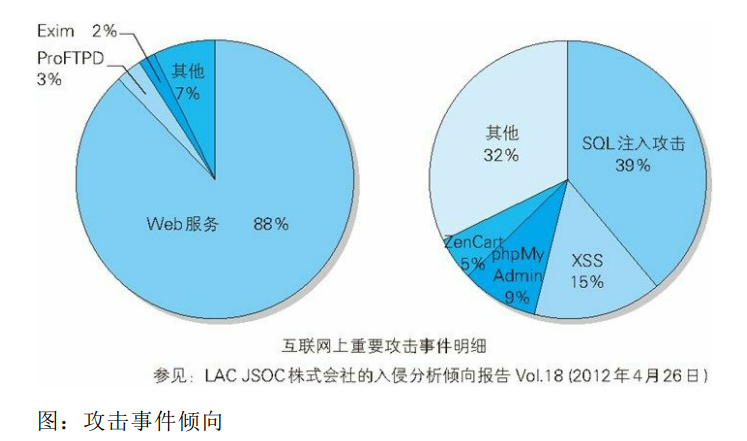 Exim 2%
ProFTPD
3%
其他
7%
Web服务 88%
其他
32%
SQL注入攻击
39%
ZenCart
5%
phpMy
Admin
9%
XSS
15%
互联网上重要攻击事件明细
参见：LAC JSOC株式会社的入侵分析倾向报告 Vol.18 (2012年4月26日)
图：攻击事件倾向